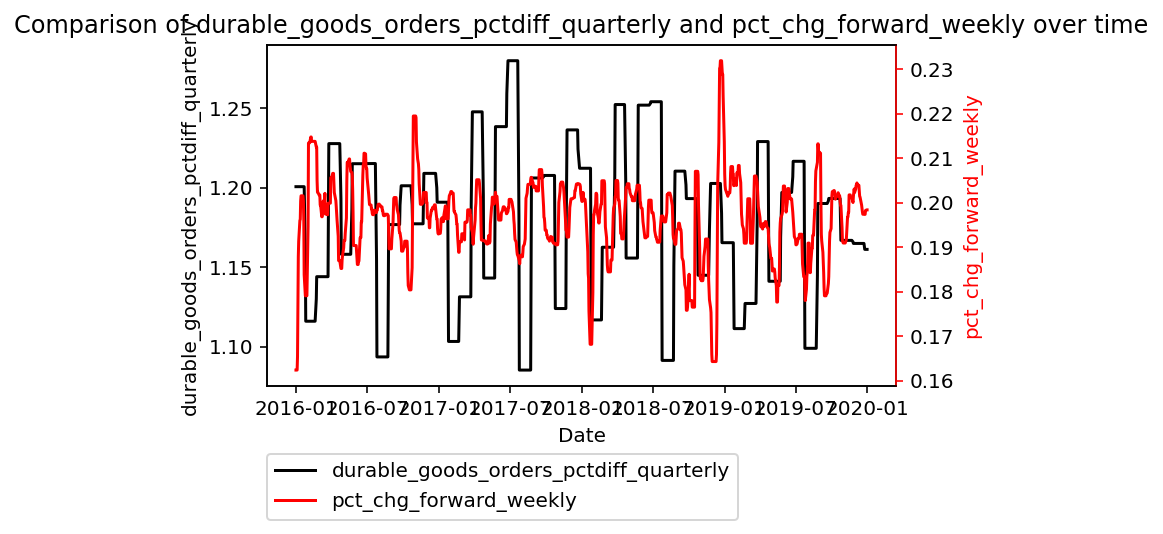 Comparison of durable_goods_orders_pctdiff_quarterly and pct_chg_forward_weekly over time
durable_goods_orders_pctdiff_quarterly
1.25
1.20
1.15
1.10
0.23
0.22
0.21
0.20
0.19
0.18
0.17
0.16
pct_chg_forward_weekly
2016-01 2016-07 2017-01 2017-07 2018-01 2018-07 2019-01 2019-07 2020-01
Date
durable_goods_orders_pctdiff_quarterly
pct_chg_forward_weekly